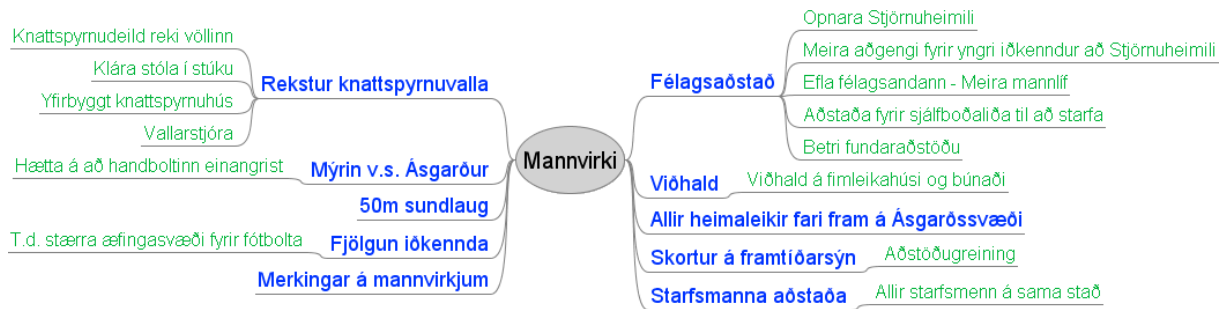 Mannvirki
Rekstur knattspyrnuvalla
Knattspyrnudeild reki völlinn
Klára stóla í stúku
Yfirbyggt knattspyrnuhús
Vallarstjóra
Mýrin v.s. Ásgarður
Hætta á að handboltinn einangrist
50m sundlaug
Fjölgun iðkennda
T.d. stærra æfingasvæði fyrir fótbolta
Merkingar á mannvirkjum
Félagsaðstað
Opnara Stjörnuheimili
Meira aðgengi fyrir yngri iðkenndur að Stjörnuheimili
Efla félagsandann - Meira mannlíf
Aðstaða fyrir sjálfboðaliða til að starfa
Betri fundaraðstöðu
Viðhald
Viðhald á fimleikahúsi og búnaði
Allir heimaleikir fari fram á Ásgarðssvæði
Skortur á framtíðarsýn
Aðstöðugreining
Starfsmanna aðstaða
Allir starfsmenn á sama stað